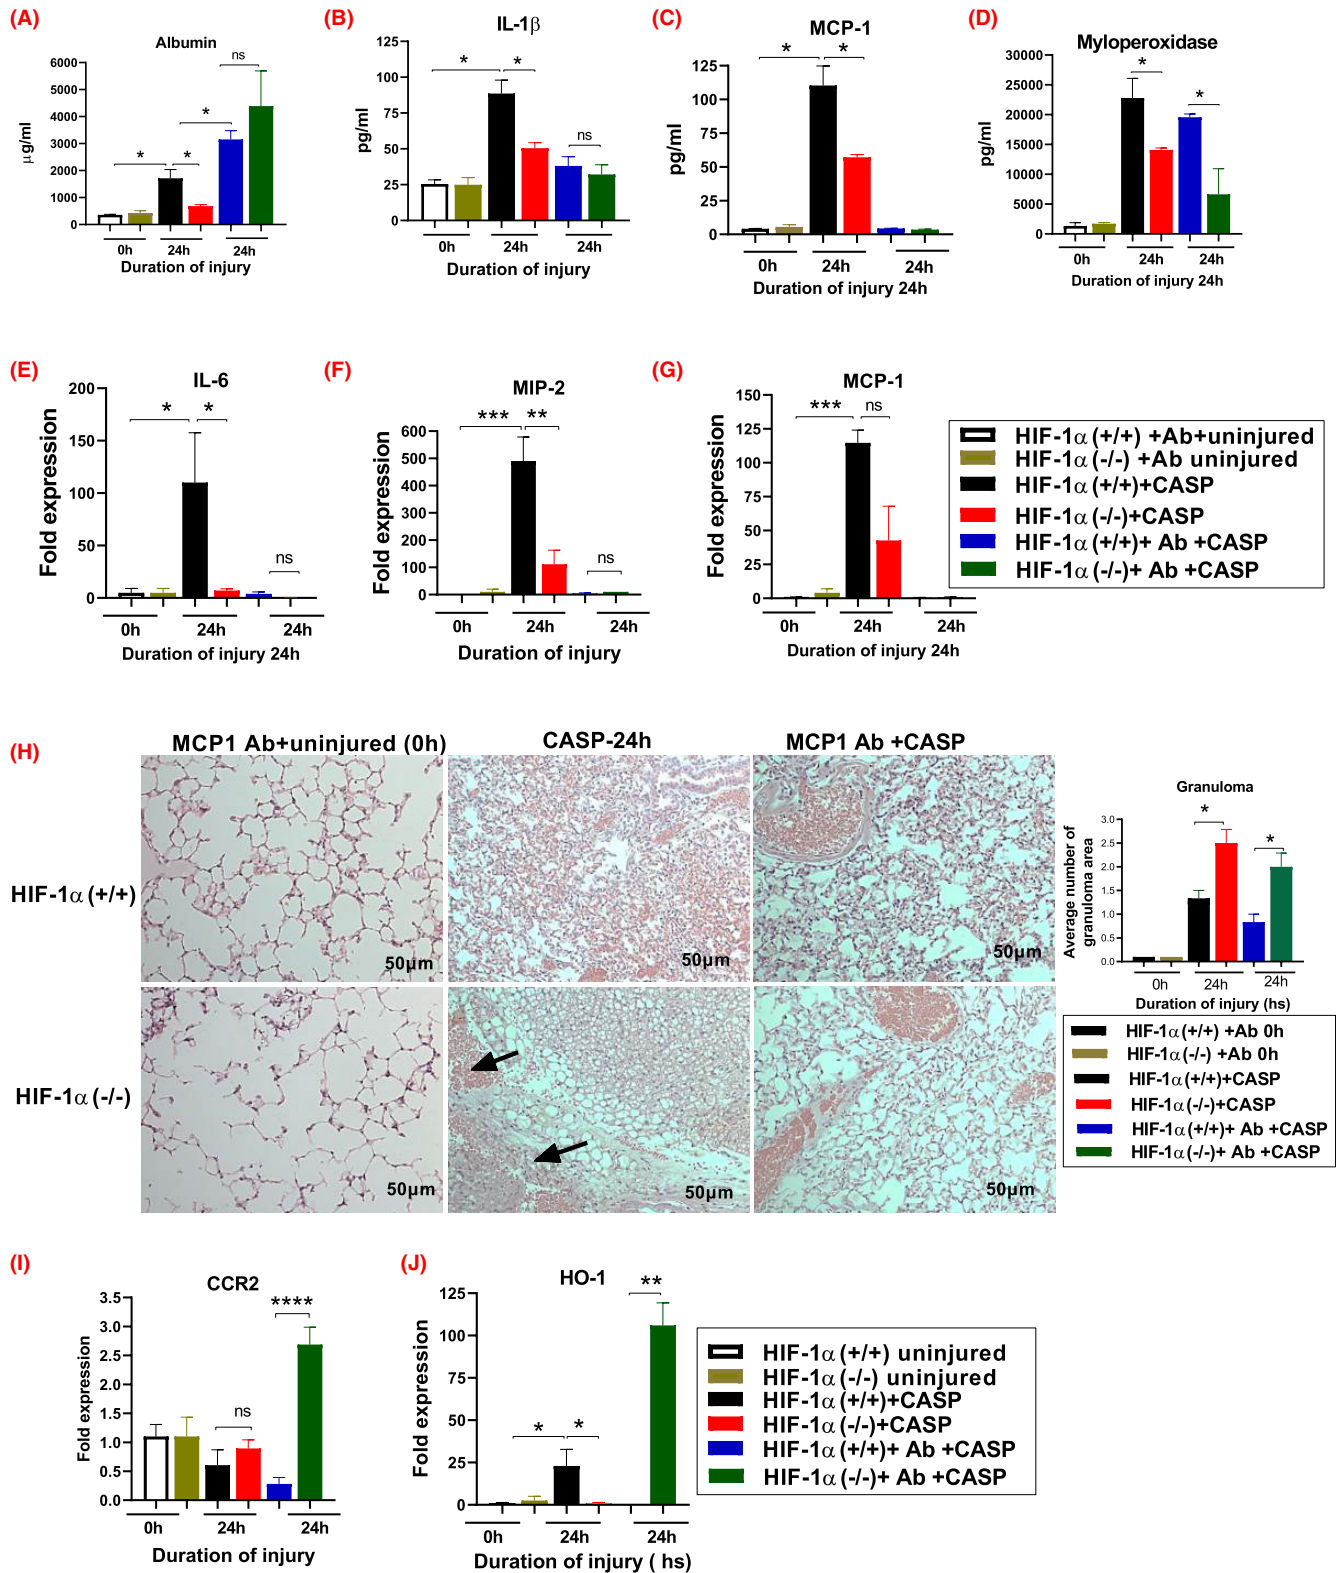 (A)
Albumin
ns
*
*
*
6000
5000
4000
3000
2000
1000
0
µg/ml
0h
24h
24h
Duration of injury
(B)
IL-1β
*
*
ns
125
100
75
50
25
0
pg/ml
0h
24h
24h
Duration of injury
(C)
MCP-1
*
*
125
100
75
50
25
0
pg/ml
0h
24h
24h
Duration of injury 24h
(D)
Myloperoxidase
*
*
30000
25000
20000
15000
10000
5000
0
pg/ml
0h
24h
24h
Duration of injury 24h
(E)
IL-6
*
*
ns
200
150
100
50
0
Fold expression
0h
24h
24h
Duration of injury 24h
(F)
MIP-2
***
**
ns
600
500
400
300
200
100
0
Fold expression
0h
24h
24h
Duration of injury
(G)
MCP-1
***
ns
150
125
100
75
50
25
0
Fold expression
0h
24h
24h
Duration of injury 24h
HIF-1α(+/+) +Ab+uninjured
HIF-1α(-/-) +Ab uninjured
HIF-1α(+/+)+CASP
HIF-1α(-/-)+CASP
HIF-1α(+/+)+ Ab +CASP
HIF-1α(-/-)+ Ab +CASP
(H)
MCP1 Ab+uninjured (0h)
CASP-24h
MCP1 Ab +CASP
HIF-1α(+/+)
50µm
50µm
50µm
HIF-1α(-/-)
50µm
50µm
50µm
Granuloma
*
*
3.0
2.5
2.0
1.5
1.0
0.5
0.0
Average number of
granuloma area
0h
24h
24h
Duration of injury (hs)
HIF-1α(+/+) +Ab 0h
HIF-1α(-/-) +Ab 0h
HIF-1α(+/+)+CASP
HIF-1α(-/-)+CASP
HIF-1α(+/+)+ Ab +CASP
HIF-1α(-/-)+ Ab +CASP
(I)
CCR2
****
ns
3.5
3.0
2.5
2.0
1.5
1.0
0.5
0.0
Fold expression
0h
24h
24h
Duration of injury
(J)
HO-1
**
*
*
125
100
75
50
25
0
Fold expression
0h
24h
24h
Duration of injury ( hs)
HIF-1α(+/+) uninjured
HIF-1α(-/-) uninjured
HIF-1α(+/+)+CASP
HIF-1α(-/-)+CASP
HIF-1α(+/+)+ Ab +CASP
HIF-1α(-/-)+ Ab +CASP